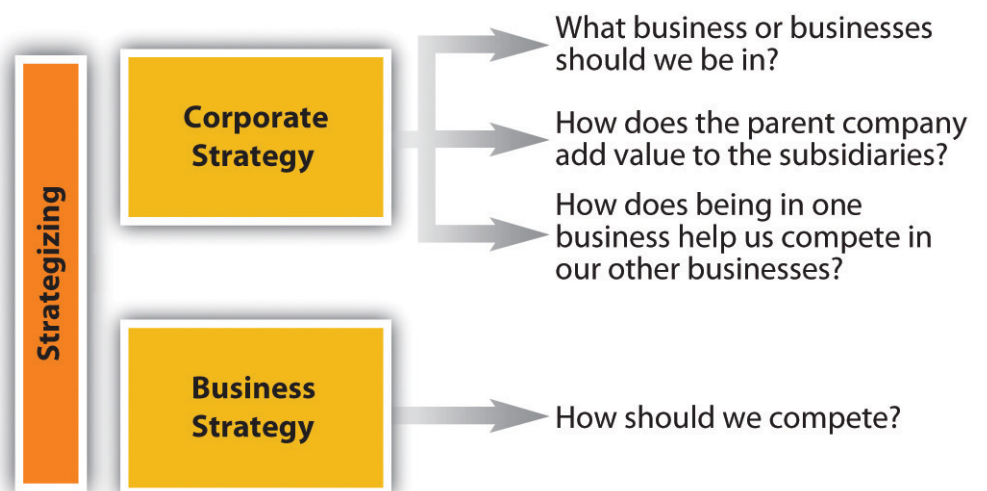 Strategizing
Corporate
Strategy
What business or businesses
should we be in?
How does the parent company
add value to the subsidiaries?
How does being in one
business help us compete in
our other businesses?
Business
Strategy
How should we compete?